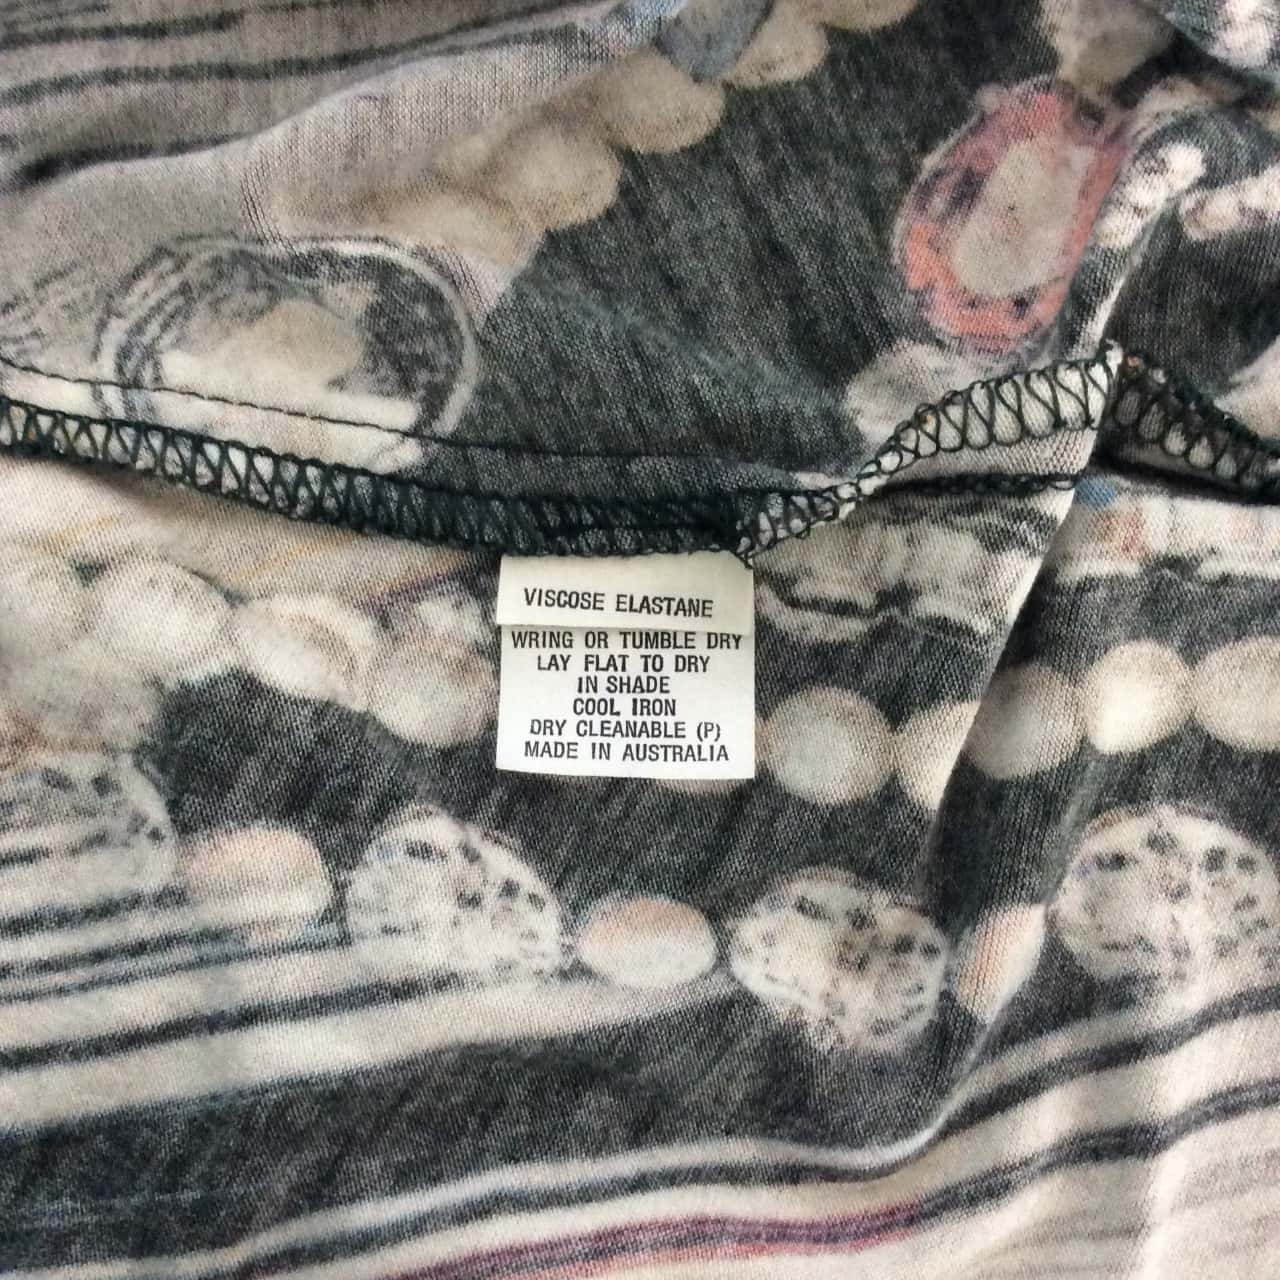 VISCOSE ELASTANE
WRING OR TUMBLE DRY
LAY FLAT TO DRY
IN SHADE
COOL IRON
DRY CLEANABLE (P)
MADE IN AUSTRALIA